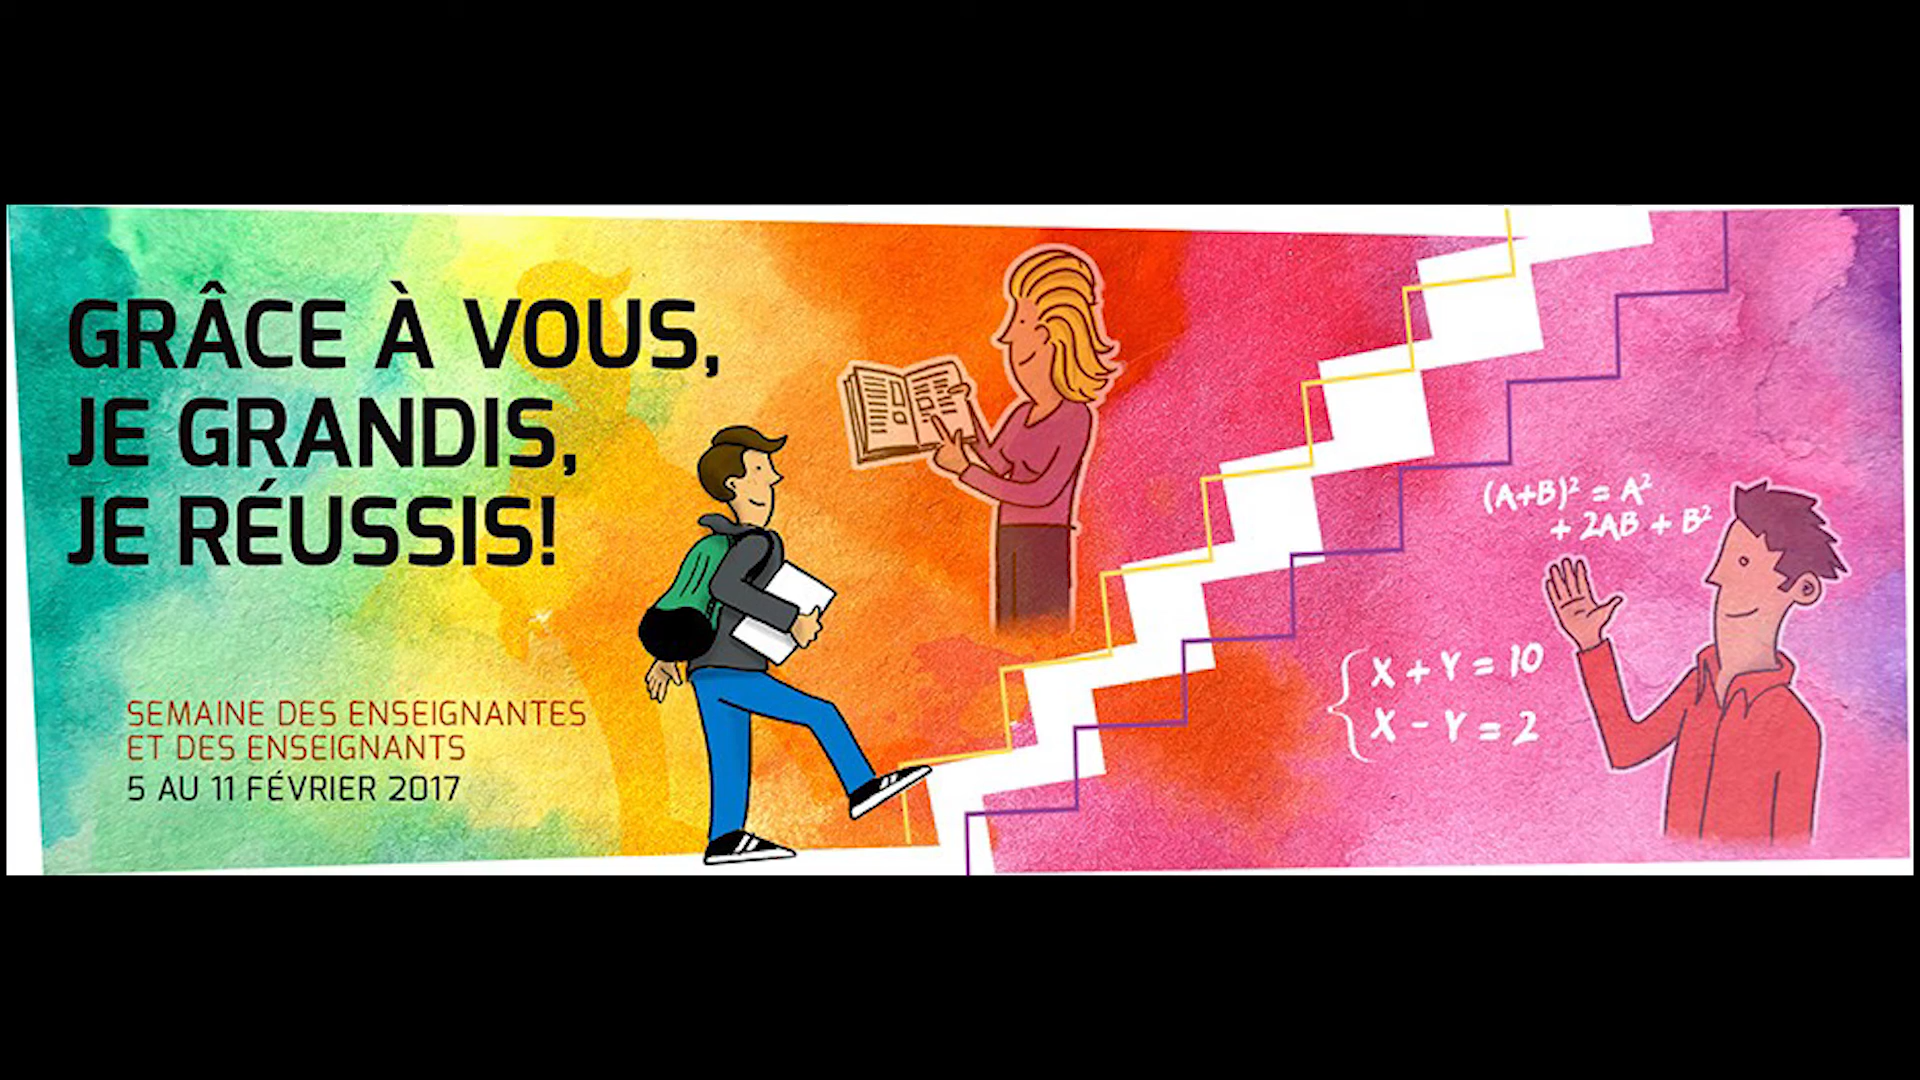 GRÂCE À VOUS,
JE GRANDIS,
JE RÉUSSIS!
SEMAINE DES ENSEIGNANTES
ET DES ENSEIGNANTS
5 AU 11 FÉVRIER 2017
(A+B)² = A²
+ 2AB + B²
X + Y = 10
X - Y = 2